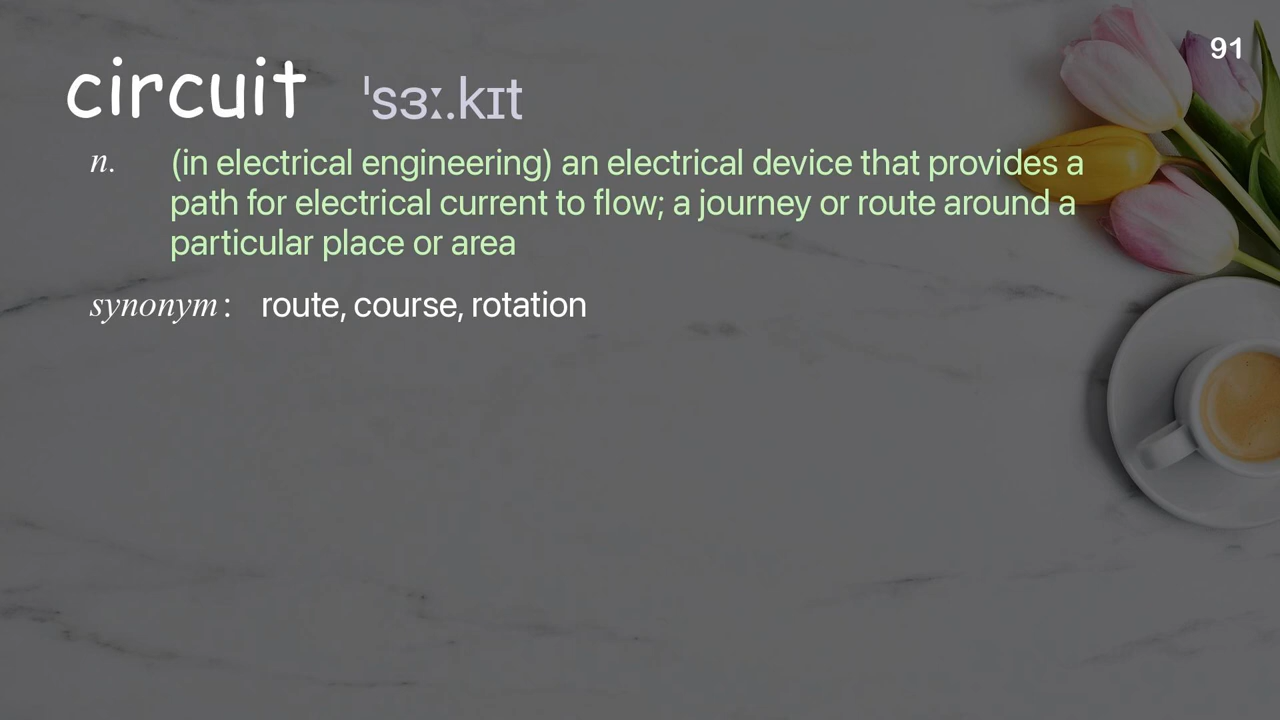 91
circuit ˈsɜː.kɪt
n. (in electrical engineering) an electrical device that provides a
path for electrical current to flow; a journey or route around a
particular place or area
synonym: route, course, rotation